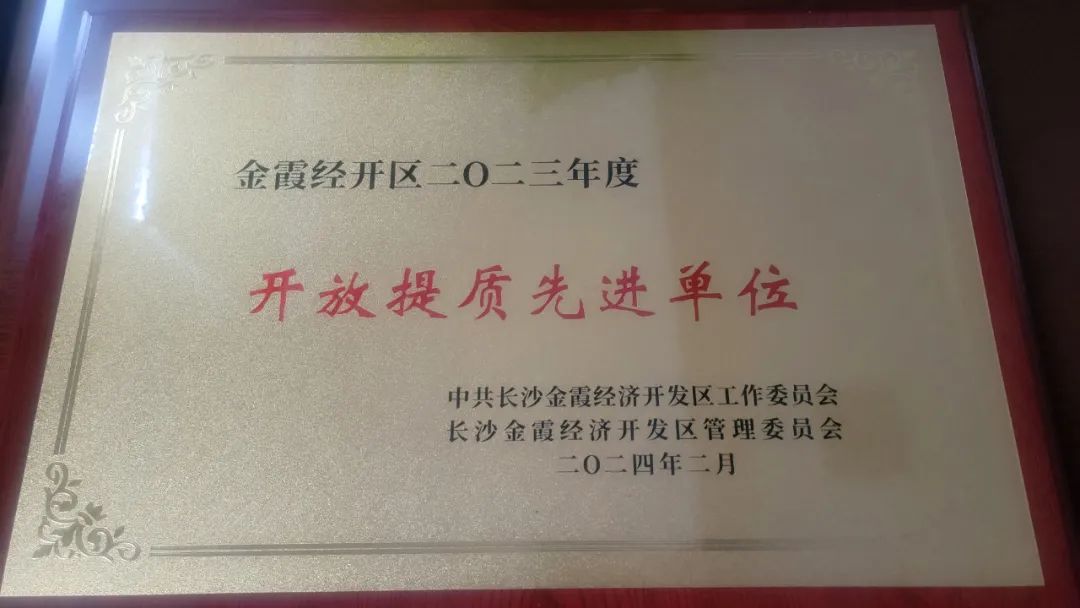 金霞经开区二〇二三年度
开放提质先进单位
中共长沙金霞经济开发区工作委员会
长沙金霞经济开发区管理委员会
二〇二四年二月